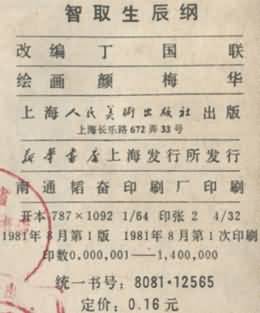 智取生辰纲
改编 丁国联
绘画 颜梅华
上海人民美术出版社出版
上海长乐路672弄33号
新华书店上海发行所发行
南通韬奋印刷厂印刷
开本 787×1092 1/64 印张 2 4/32
1981年8月第1版 1981年8月第1次印刷
印数0,000,001——1,400,000
统一书号：8081·12565
定价：0.16元